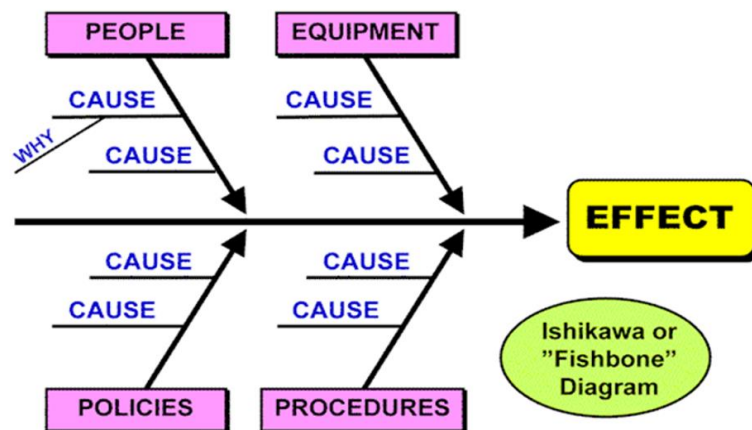 PEOPLE
EQUIPMENT
CAUSE
CAUSE
WHY
CAUSE
CAUSE
EFFECT
CAUSE
CAUSE
CAUSE
CAUSE
Ishikawa or
”Fishbone”
Diagram
POLICIES
PROCEDURES